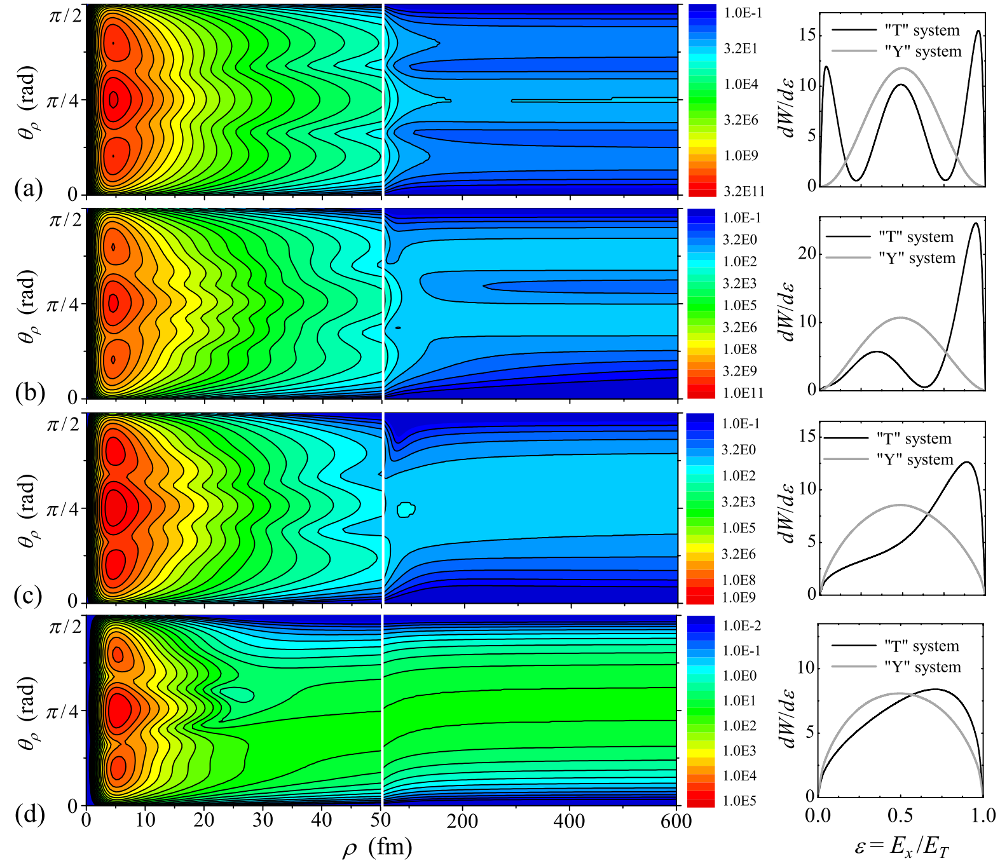 π/2
π/4
0
θρ (rad)
(a)
1.0E-1
3.2E1
1.0E4
3.2E6
1.0E9
3.2E11
15
10
5
0
dW/dε
"T" system
"Y" system
π/2
π/4
0
θρ (rad)
(b)
1.0E-1
3.2E0
1.0E2
3.2E3
1.0E5
3.2E6
1.0E8
3.2E9
1.0E11
20
10
0
dW/dε
"T" system
"Y" system
π/2
π/4
0
θρ (rad)
(c)
1.0E-1
3.2E0
1.0E2
3.2E3
1.0E5
3.2E6
1.0E8
1.0E9
15
10
5
0
dW/dε
"T" system
"Y" system
π/2
π/4
0
θρ (rad)
(d)
1.0E-2
1.0E-1
1.0E0
1.0E1
1.0E2
1.0E3
1.0E4
1.0E5
10
5
0
dW/dε
"T" system
"Y" system
0 10 20 30 40 50 200 400 600
ρ (fm)
0.0 0.5 1.0
ε = Ex/ET